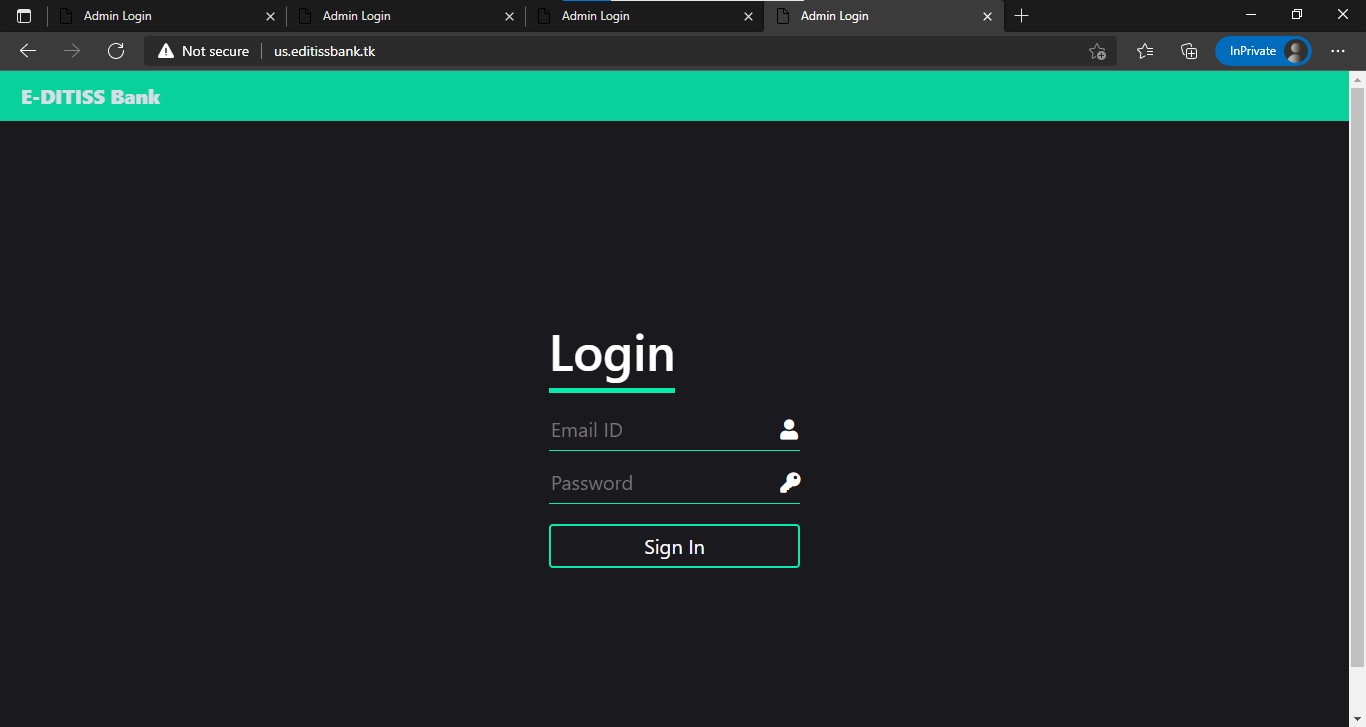 Admin Login
Admin Login
Admin Login
Admin Login
Not secure
us.editissbank.tk
InPrivate
E-DITISS Bank
Login
Email ID
Password
Sign In